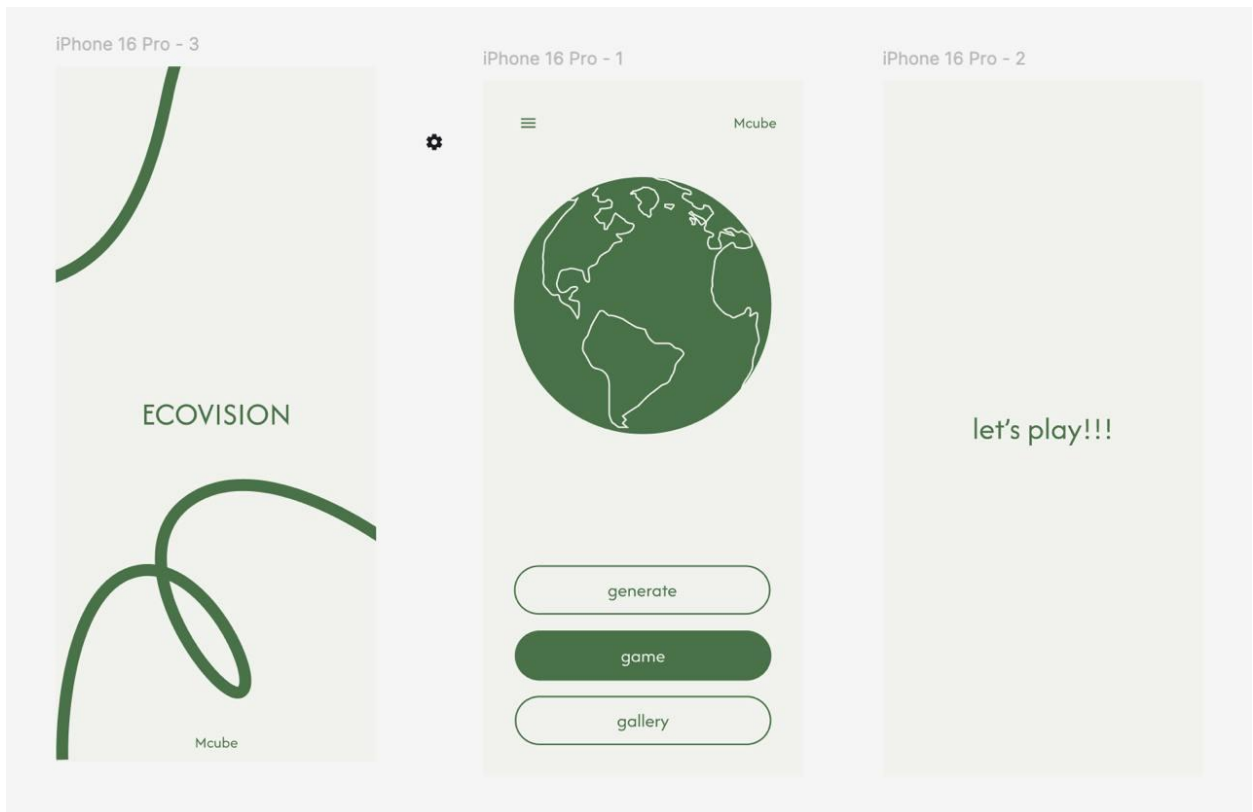 iPhone 16 Pro - 3
ECOVISION
Mcube
iPhone 16 Pro - 1
Mcube
generate
game
gallery
iPhone 16 Pro - 2
let's play!!!